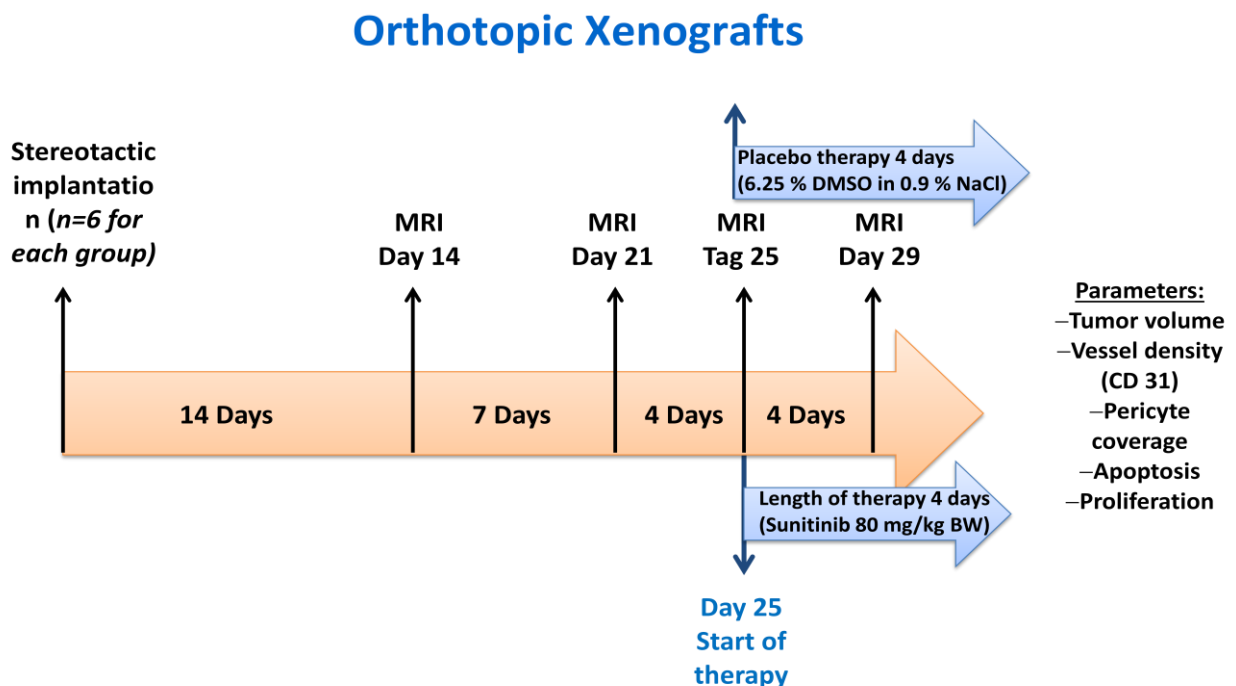 Orthotopic Xenografts
Stereotactic
implantatio
n (n=6 for
each group)
Placebo therapy 4 days
(6.25 % DMSO in 0.9 % NaCl)
MRI
Day 14
MRI
Day 21
MRI
Tag 25
MRI
Day 29
14 Days
7 Days
4 Days
4 Days
Length of therapy 4 days
(Sunitinib 80 mg/kg BW)
Day 25
Start of
therapy
Parameters:
–Tumor volume
–Vessel density
(CD 31)
–Pericyte
coverage
–Apoptosis
–Proliferation